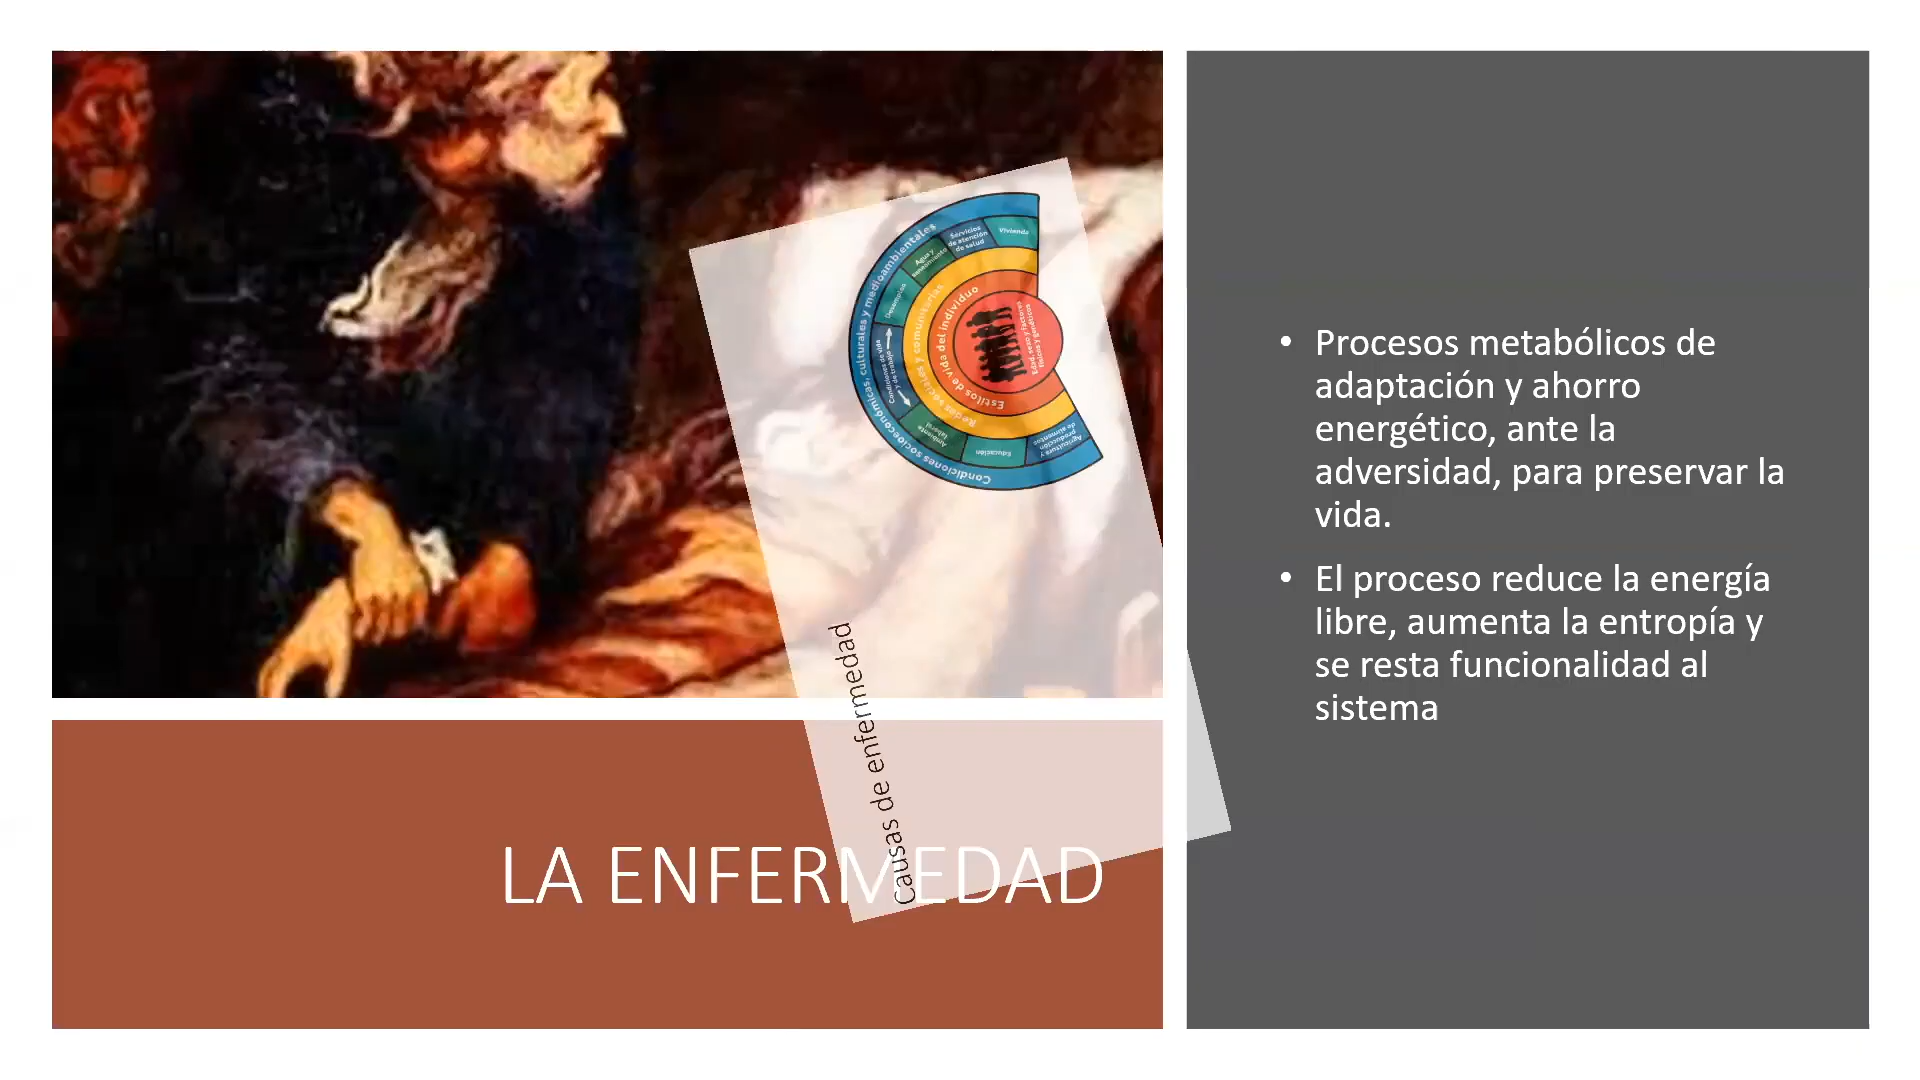 LA ENFERMEDAD
Causas de enfermedad
Condiciones socioeconómicas, culturales y medioambientales
Agricultura y
producción
de alimentos
Educación
Ambiente
laboral
Condiciones de vida
y de trabajo
Desempleo
Agua y
saneamiento
Servicios
de atención
de salud
Vivienda
Redes sociales y comunitarias
Estilos de vida del individuo
Edad, sexo y factores
• Procesos metabólicos de
adaptación y ahorro
energético, ante la
adversidad, para preservar la
vida.
• El proceso reduce la energía
libre, aumenta la entropía y
se resta funcionalidad al
sistema